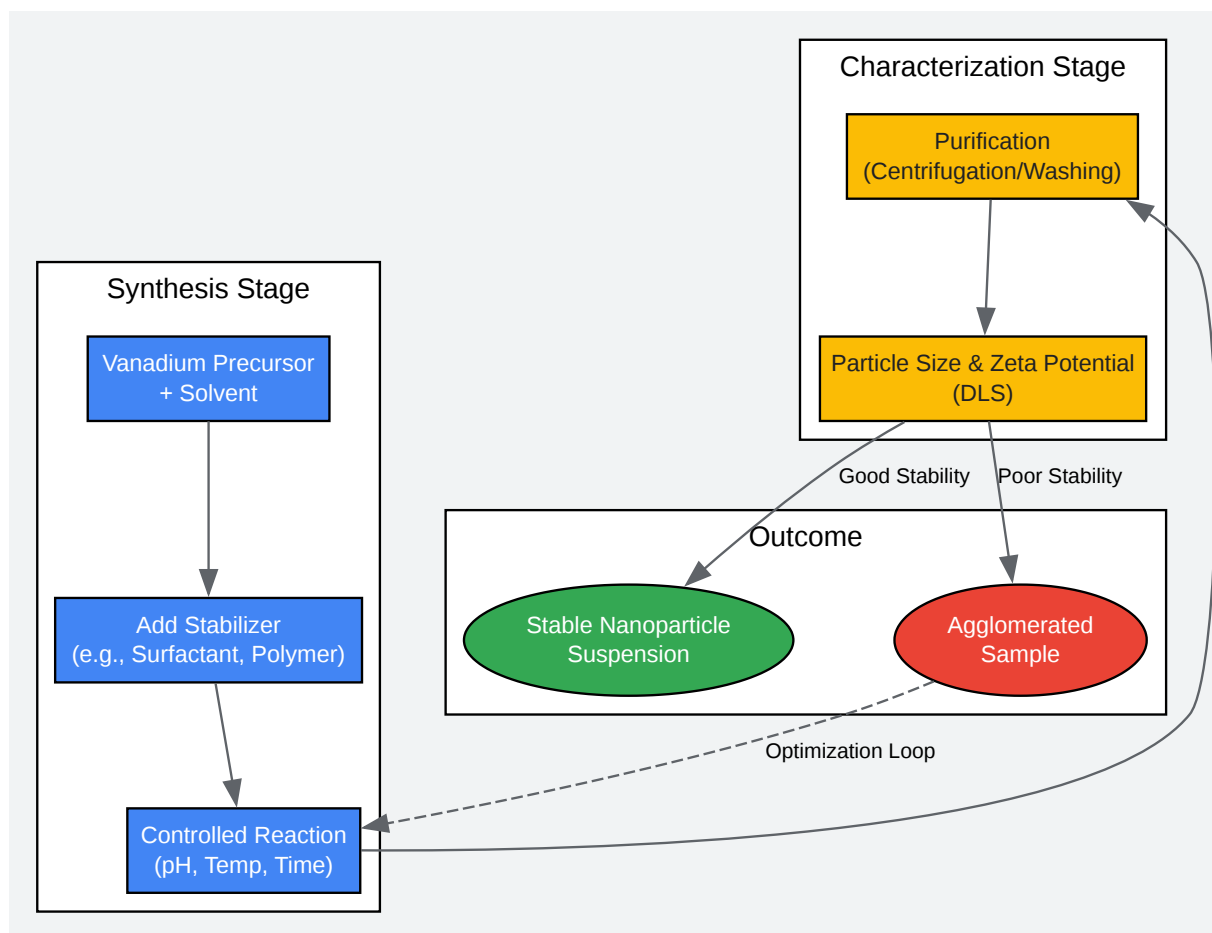 Characterization Stage
Purification
(Centrifugation/Washing)
Synthesis Stage
Vanadium Precursor
+ Solvent
Particle Size & Zeta Potential
(DLS)
Good Stability
Poor Stability
Outcome
Add Stabilizer
(e.g., Surfactant, Polymer)
Stable Nanoparticle
Suspension
Agglomerated
Sample
Optimization Loop
Controlled Reaction
(pH, Temp, Time)